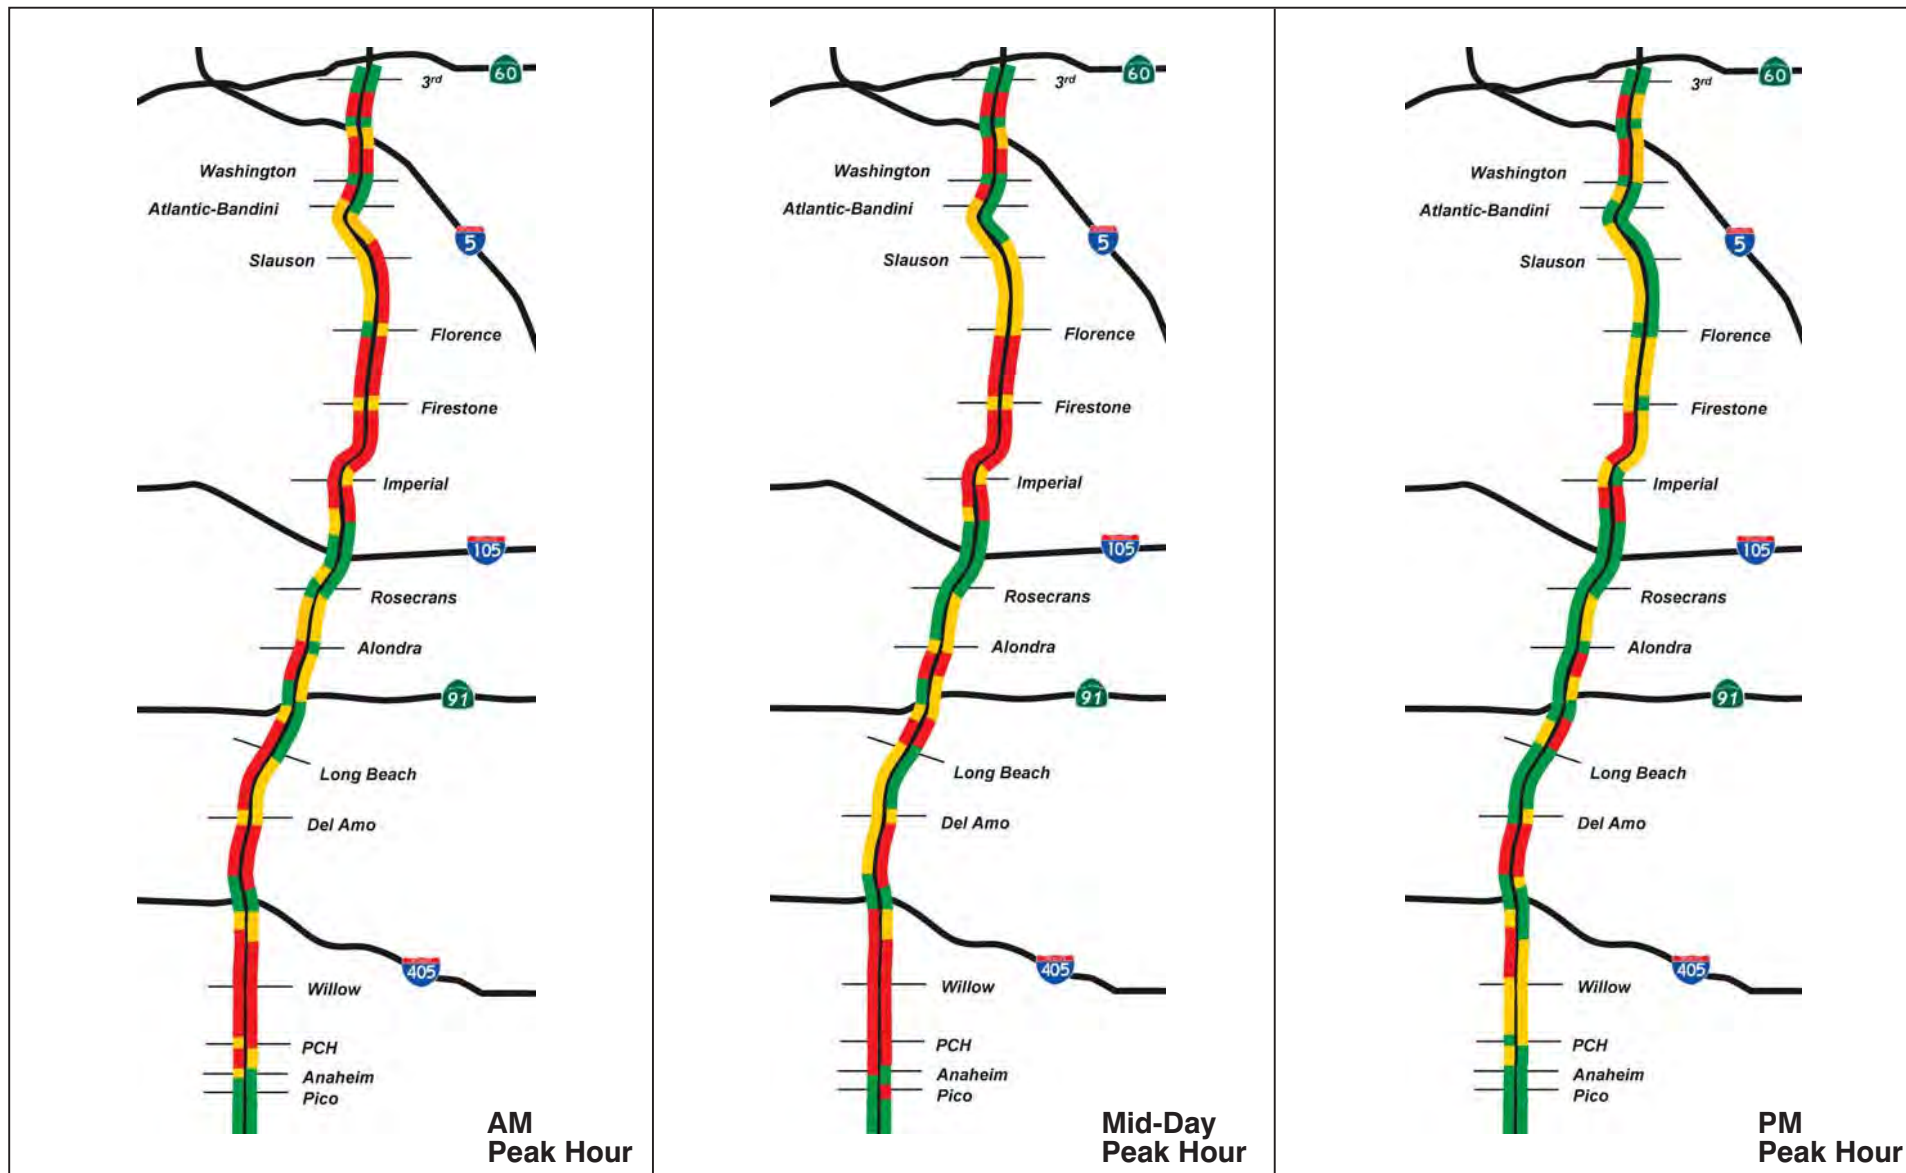 60
3rd
Washington
Atlantic-Bandini
5
Slauson
Florence
Firestone
Imperial
105
Rosecrans
Alondra
91
Long Beach
Del Amo
405
Willow
PCH
Anaheim
Pico
AM
Peak Hour
60
3rd
Washington
Atlantic-Bandini
5
Slauson
Florence
Firestone
Imperial
105
Rosecrans
Alondra
91
Long Beach
Del Amo
405
Willow
PCH
Anaheim
Pico
Mid-Day
Peak Hour
60
3rd
Washington
Atlantic-Bandini
5
Slauson
Florence
Firestone
Imperial
105
Rosecrans
Alondra
91
Long Beach
Del Amo
405
Willow
PCH
Anaheim
Pico
PM
Peak Hour